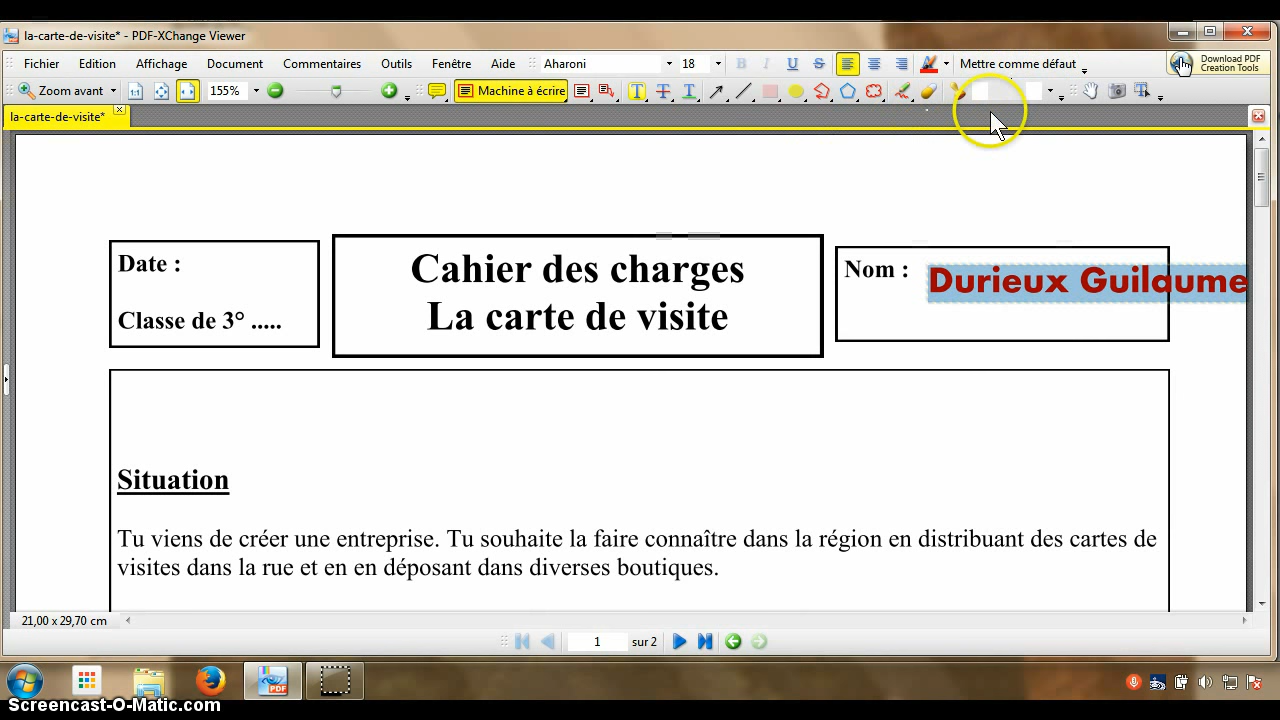 la-carte-de-visite* - PDF-XChange Viewer
Fichier Edition Affichage Document Commentaires Outils Fenêtre Aide Aharoni 18 B I U S Mettre comme défaut Download PDF
Creation Tools
Zoom avant 155% Machine à écrire T T T
la-carte-de-visite*
Date :
Classe de 3° .....
Cahier des charges
La carte de visite
Nom : Durieux Guilaume
Situation
Tu viens de créer une entreprise. Tu souhaite la faire connaître dans la région en distribuant des cartes de
visites dans la rue et en en déposant dans diverses boutiques.
21,00 x 29,70 cm
1 sur 2
PDF
Screencast-O-Matic.com